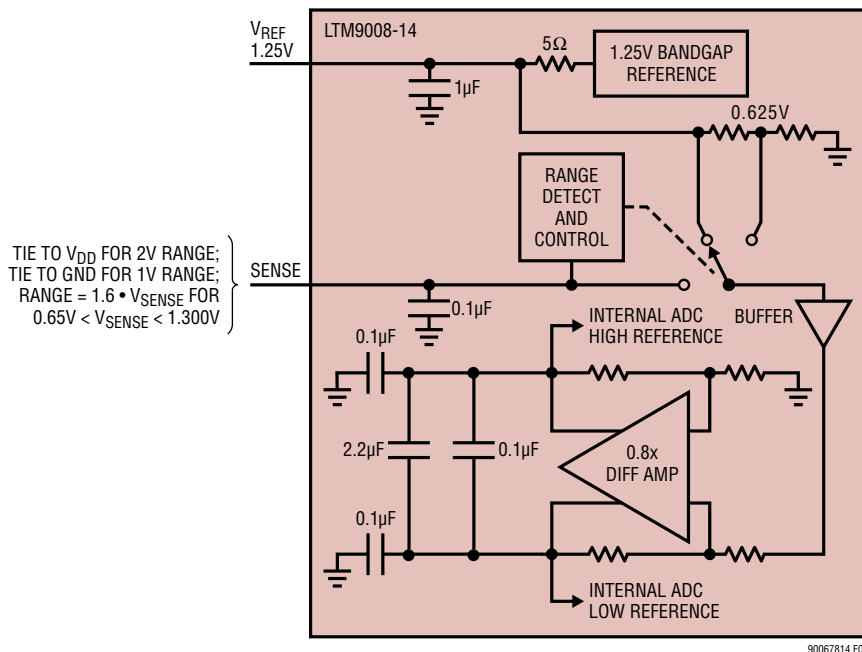 LTM9008-14
VREF
1.25V
5Ω
1.25V BANDGAP
REFERENCE
1µF
0.625V
RANGE
DETECT
AND
CONTROL
TIE TO VDD FOR 2V RANGE;
TIE TO GND FOR 1V RANGE;
RANGE = 1.6 • VSENSE FOR
0.65V < VSENSE < 1.300V
SENSE
0.1µF
BUFFER
INTERNAL ADC
HIGH REFERENCE
0.1µF
2.2µF
0.1µF
0.8x
DIFF AMP
0.1µF
INTERNAL ADC
LOW REFERENCE